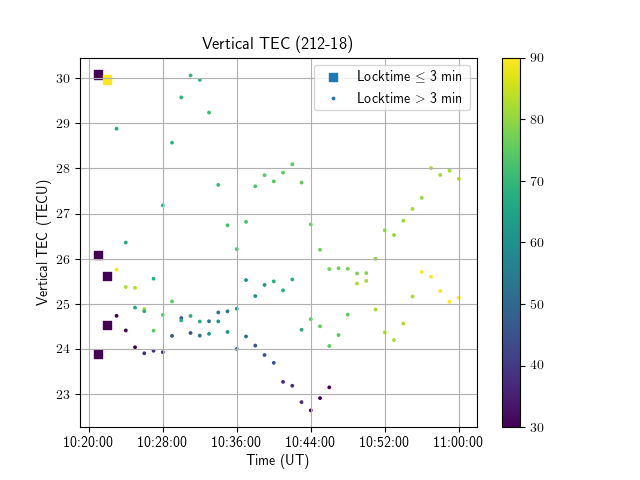 Vertical TEC (212-18)
Locktime ≤ 3 min
Locktime > 3 min
Vertical TEC (TECU)
30
29
28
27
26
25
24
23
10:20:00 10:28:00 10:36:00 10:44:00 10:52:00 11:00:00
Time (UT)
90
80
70
60
50
40
30